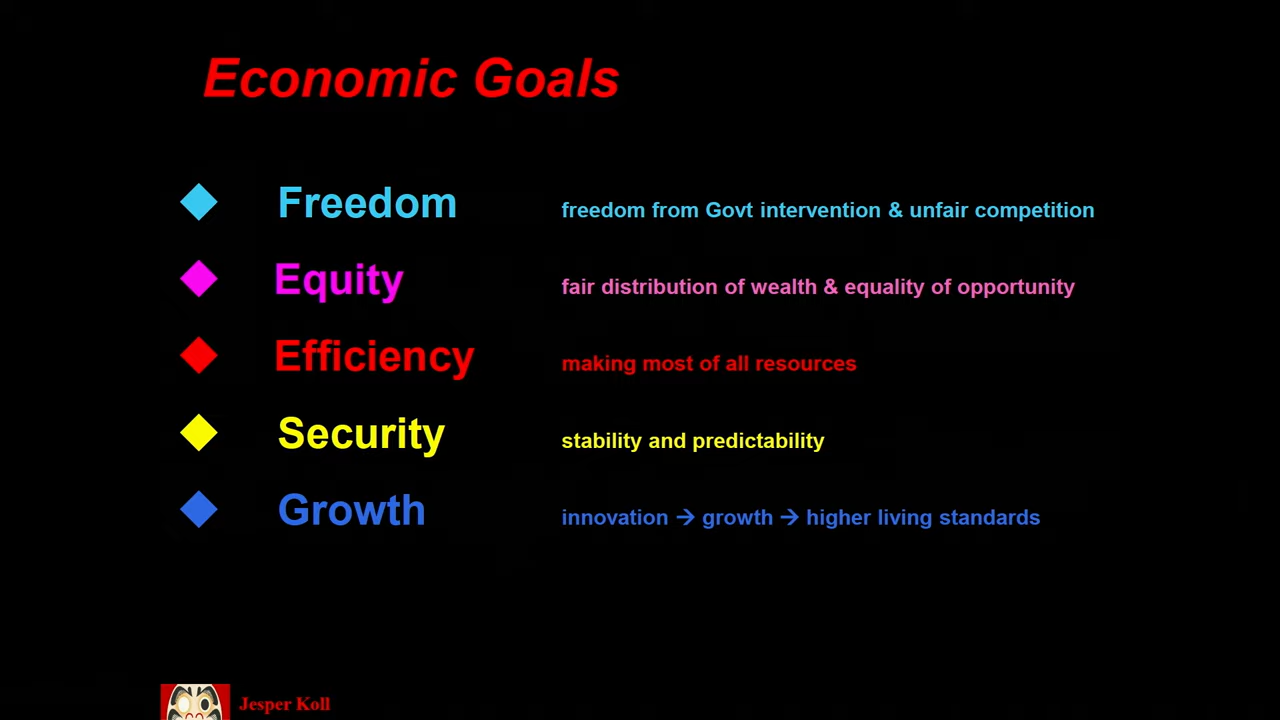 Economic Goals
Freedom freedom from Govt intervention & unfair competition
Equity fair distribution of wealth & equality of opportunity
Efficiency making most of all resources
Security stability and predictability
Growth innovation → growth → higher living standards
Jesper Koll